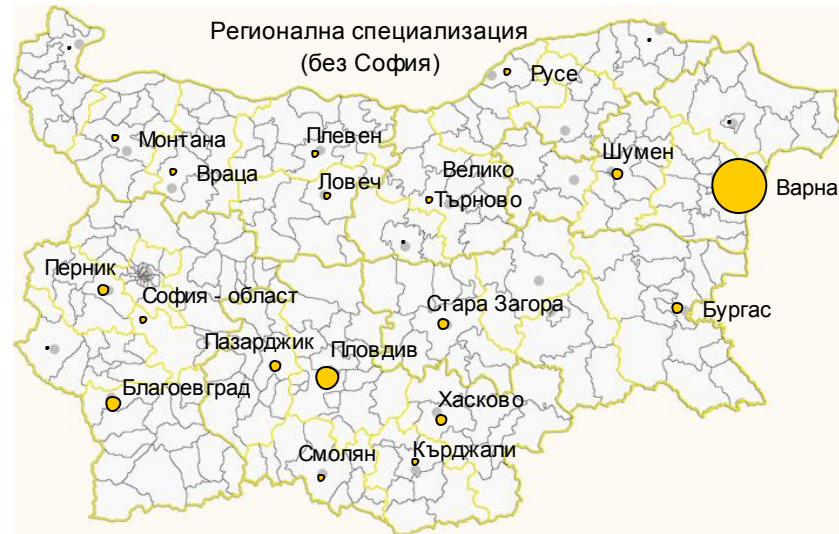 Регионална специализация
(без София)
Русе
Монтана
Плевен
Шумен
Враца
Ловеч
Велико
Търново
Варна
Перник
София - област
Стара Загора
Бургас
Пазарджик
Пловдив
Благоевград
Хасково
Смолян
Кърджали